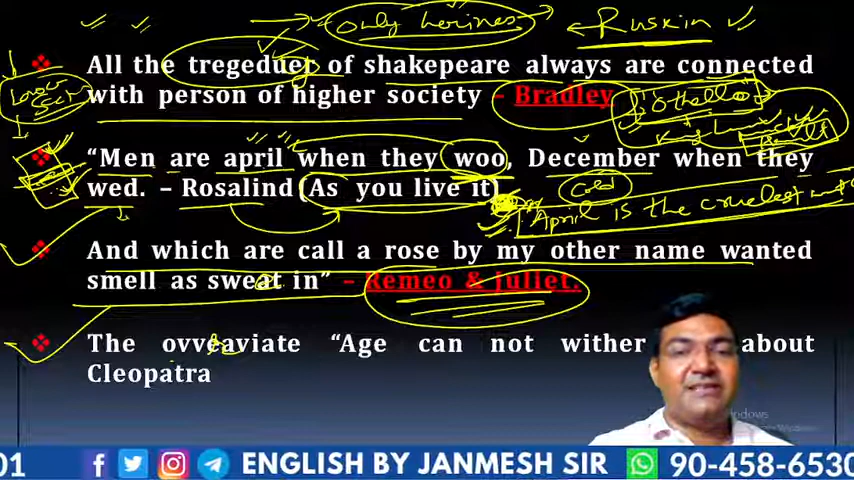 only heroines Ruskin
❖ All the tregeduer of shakepeare always are connected
with person of higher society – Bradley
Othello
❖ "Men are april when they woo, December when they
wed. – Rosalind (As you live it)
Cold
April is the cruelest
❖ And which are call a rose by my other name wanted
smell as sweat in" – Remeo & Juliet.
❖ The ovveaviate "Age can not wither about
Cleopatra
01 ENGLISH BY JANMESH SIR 90-458-6530